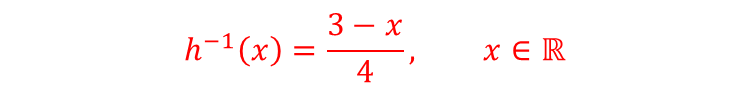 h⁻¹(x) = (3 − x)/4,    x ∈ ℝ